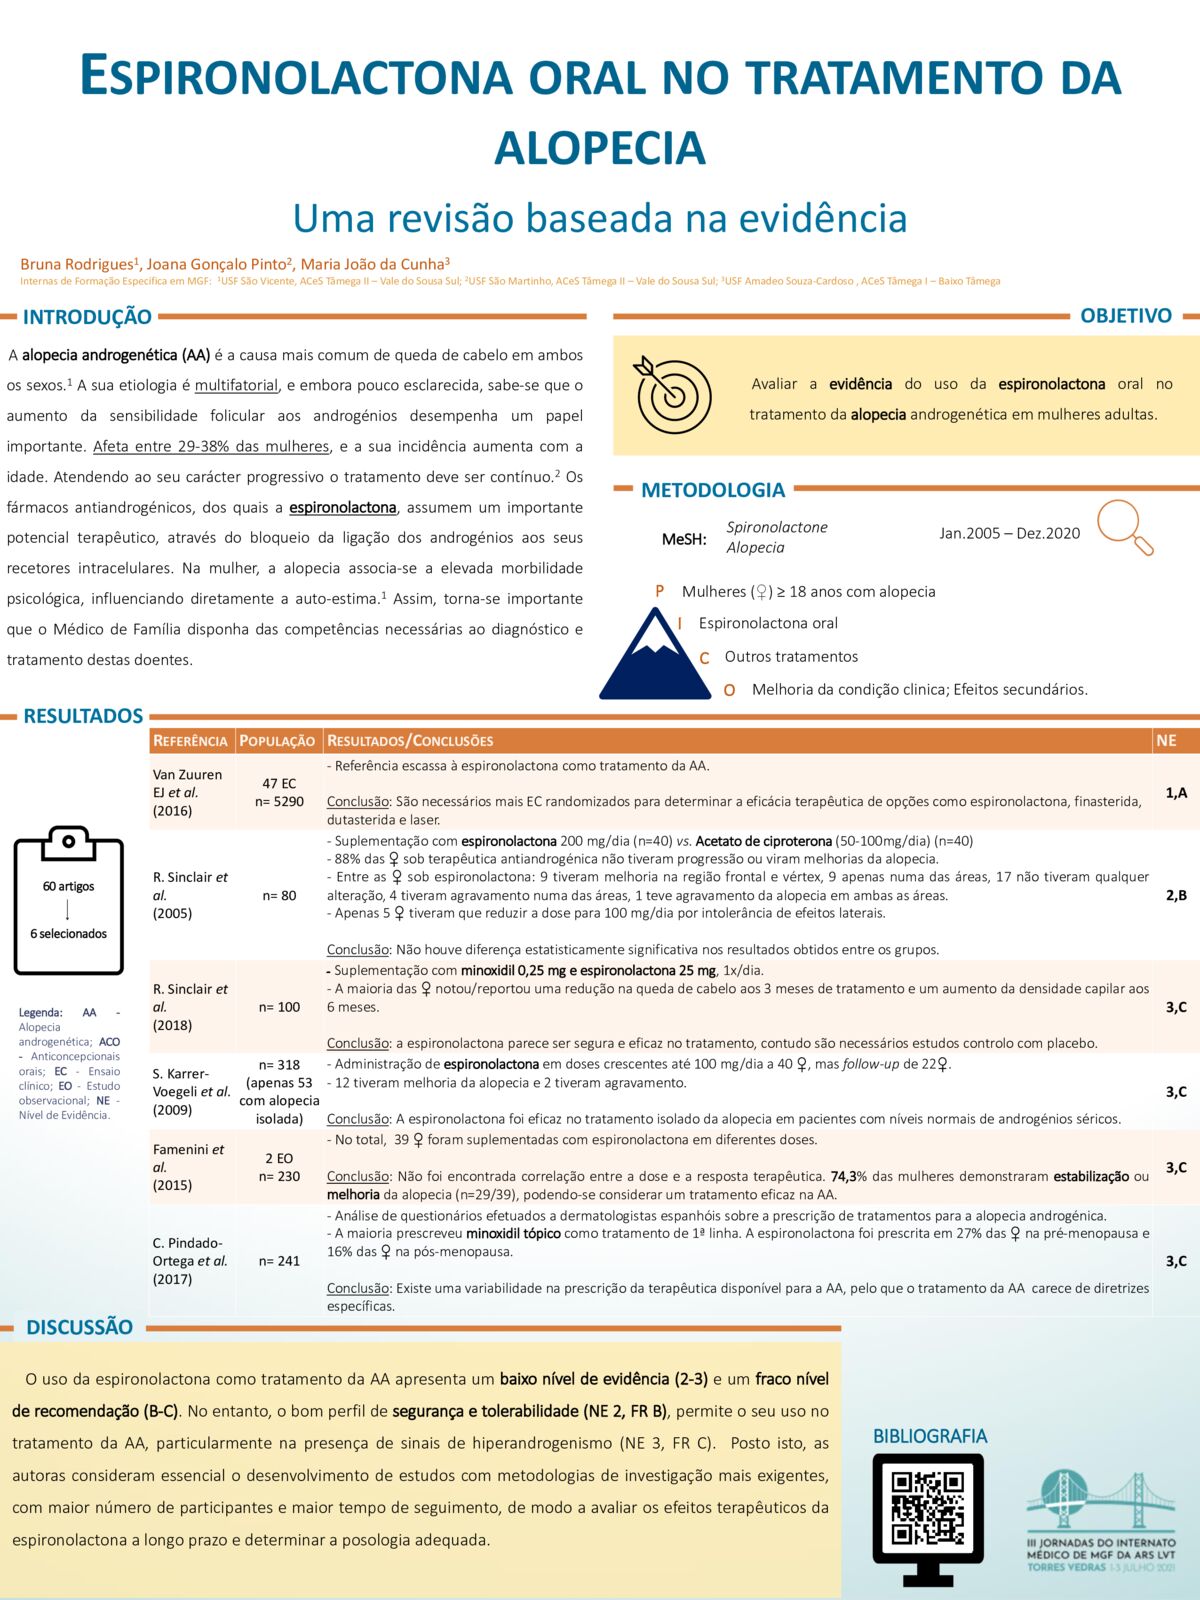 ESPIRONOLACTONA ORAL NO TRATAMENTO DA
ALOPECIA
Uma revisão baseada na evidência
Bruna Rodrigues¹, Joana Gonçalo Pinto², Maria João da Cunha³
Internas de Formação Especifica em MGF: ¹USF São Vicente, ACeS Tâmega II – Vale do Sousa Sul; ²USF São Martinho, ACeS Tâmega II – Vale do Sousa Sul; ³USF Amadeo Souza-Cardoso , ACeS Tâmega I – Baixo Tâmega
INTRODUÇÃO
A alopecia androgenética (AA) é a causa mais comum de queda de cabelo em ambos
os sexos.¹ A sua etiologia é multifatorial, e embora pouco esclarecida, sabe-se que o
aumento da sensibilidade folicular aos androgénios desempenha um papel
importante. Afeta entre 29-38% das mulheres, e a sua incidência aumenta com a
idade. Atendendo ao seu carácter progressivo o tratamento deve ser contínuo.² Os
fármacos antiandrogénicos, dos quais a espironolactona, assumem um importante
potencial terapêutico, através do bloqueio da ligação dos androgénios aos seus
recetores intracelulares. Na mulher, a alopecia associa-se a elevada morbilidade
psicológica, influenciando diretamente a auto-estima.¹ Assim, torna-se importante
que o Médico de Família disponha das competências necessárias ao diagnóstico e
tratamento destas doentes.
OBJETIVO
Avaliar a evidência do uso da espironolactona oral no
tratamento da alopecia androgenética em mulheres adultas.
METODOLOGIA
MeSH:
Spironolactone
Alopecia
Jan.2005 – Dez.2020
P Mulheres (♀) ≥ 18 anos com alopecia
I Espironolactona oral
C Outros tratamentos
O Melhoria da condição clinica; Efeitos secundários.
RESULTADOS
60 artigos
6 selecionados
Legenda: AA -
Alopecia
androgenética; ACO
- Anticoncepcionais
orais; EC - Ensaio
clínico; EO - Estudo
observacional; NE -
Nível de Evidência.
REFERÊNCIA POPULAÇÃO RESULTADOS/CONCLUSÕES NE
Van Zuuren
EJ et al.
(2016)
47 EC
n= 5290
- Referência escassa à espironolactona como tratamento da AA.
Conclusão: São necessários mais EC randomizados para determinar a eficácia terapêutica de opções como espironolactona, finasterida,
dutasterida e laser.
1,A
R. Sinclair et
al.
(2005)
n= 80
- Suplementação com espironolactona 200 mg/dia (n=40) vs. Acetato de ciproterona (50-100mg/dia) (n=40)
- 88% das ♀ sob terapêutica antiandrogénica não tiveram progressão ou viram melhorias da alopecia.
- Entre as ♀ sob espironolactona: 9 tiveram melhoria na região frontal e vértex, 9 apenas numa das áreas, 17 não tiveram qualquer
alteração, 4 tiveram agravamento numa das áreas, 1 teve agravamento da alopecia em ambas as áreas.
- Apenas 5 ♀ tiveram que reduzir a dose para 100 mg/dia por intolerância de efeitos laterais.
Conclusão: Não houve diferença estatisticamente significativa nos resultados obtidos entre os grupos.
2,B
R. Sinclair et
al.
(2018)
n= 100
- Suplementação com minoxidil 0,25 mg e espironolactona 25 mg, 1x/dia.
- A maioria das ♀ notou/reportou uma redução na queda de cabelo aos 3 meses de tratamento e um aumento da densidade capilar aos
6 meses.
Conclusão: a espironolactona parece ser segura e eficaz no tratamento, contudo são necessários estudos controlo com placebo.
3,C
S. Karrer-
Voegeli et al.
(2009)
n= 318
(apenas 53
com alopecia
isolada)
- Administração de espironolactona em doses crescentes até 100 mg/dia a 40 ♀, mas follow-up de 22♀.
- 12 tiveram melhoria da alopecia e 2 tiveram agravamento.
Conclusão: A espironolactona foi eficaz no tratamento isolado da alopecia em pacientes com níveis normais de androgénios séricos.
3,C
Famenini et
al.
(2015)
2 EO
n= 230
- No total, 39 ♀ foram suplementadas com espironolactona em diferentes doses.
Conclusão: Não foi encontrada correlação entre a dose e a resposta terapêutica. 74,3% das mulheres demonstraram estabilização ou
melhoria da alopecia (n=29/39), podendo-se considerar um tratamento eficaz na AA.
3,C
C. Pindado-
Ortega et al.
(2017)
n= 241
- Análise de questionários efetuados a dermatologistas espanhóis sobre a prescrição de tratamentos para a alopecia androgénica.
- A maioria prescreveu minoxidil tópico como tratamento de 1ª linha. A espironolactona foi prescrita em 27% das ♀ na pré-menopausa e
16% das ♀ na pós-menopausa.
Conclusão: Existe uma variabilidade na prescrição da terapêutica disponível para a AA, pelo que o tratamento da AA carece de diretrizes
específicas.
3,C
DISCUSSÃO
O uso da espironolactona como tratamento da AA apresenta um baixo nível de evidência (2-3) e um fraco nível
de recomendação (B-C). No entanto, o bom perfil de segurança e tolerabilidade (NE 2, FR B), permite o seu uso no
tratamento da AA, particularmente na presença de sinais de hiperandrogenismo (NE 3, FR C). Posto isto, as
autoras consideram essencial o desenvolvimento de estudos com metodologias de investigação mais exigentes,
com maior número de participantes e maior tempo de seguimento, de modo a avaliar os efeitos terapêuticos da
espironolactona a longo prazo e determinar a posologia adequada.
BIBLIOGRAFIA
III JORNADAS DO INTERNATO
MÉDICO DE MGF DA ARS LVT
TORRES VEDRAS 1-3 JULHO 2021